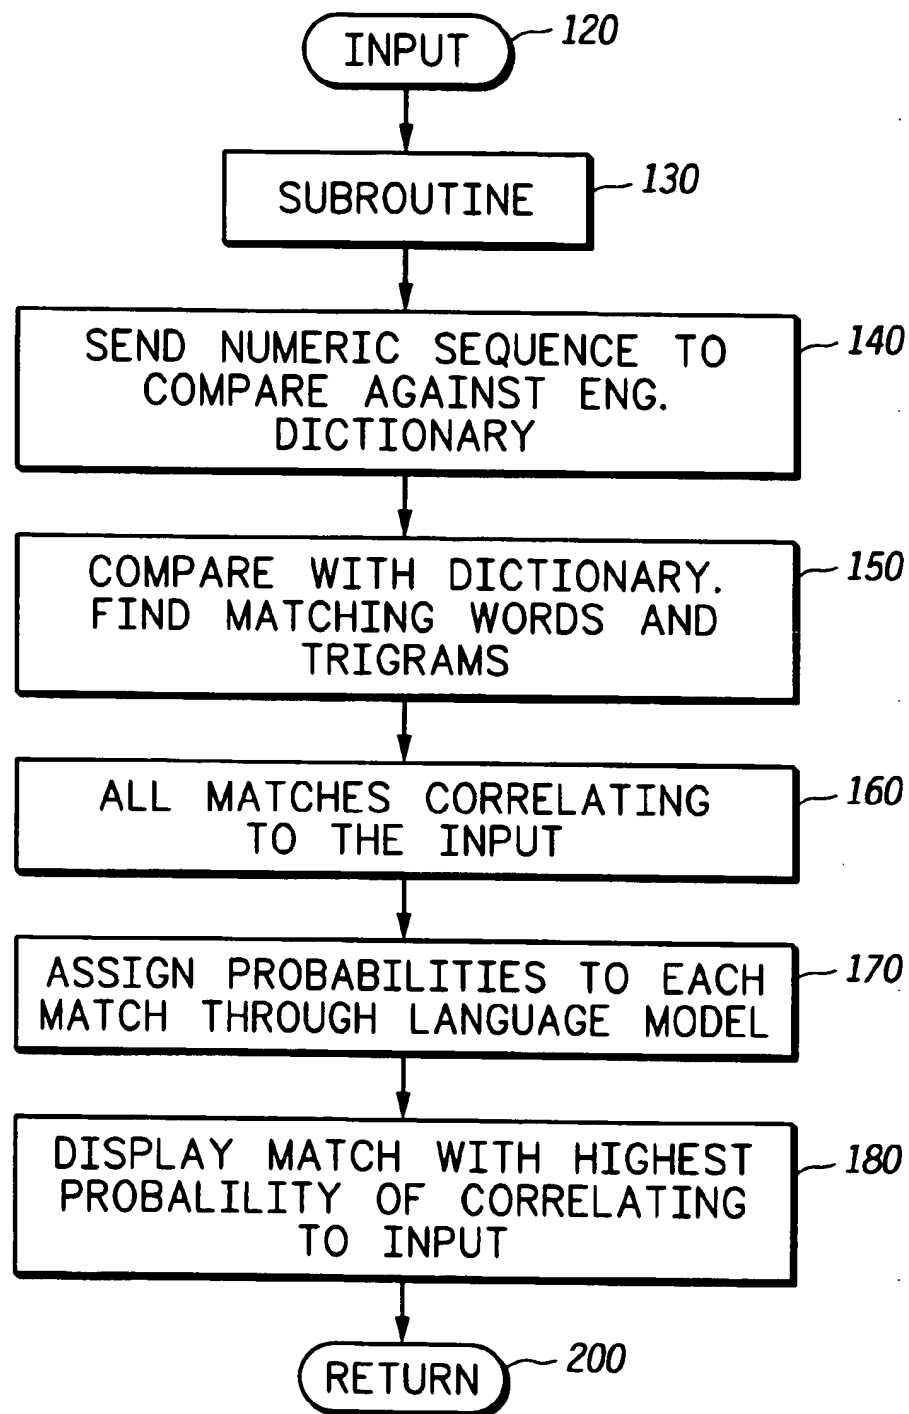 INPUT 120
SUBROUTINE 130
SEND NUMERIC SEQUENCE TO 140
COMPARE AGAINST ENG.
DICTIONARY
COMPARE WITH DICTIONARY. 150
FIND MATCHING WORDS AND
TRIGRAMS
ALL MATCHES CORRELATING 160
TO THE INPUT
ASSIGN PROBABILITIES TO EACH 170
MATCH THROUGH LANGUAGE MODEL
DISPLAY MATCH WITH HIGHEST 180
PROBALILITY OF CORRELATING
TO INPUT
RETURN 200